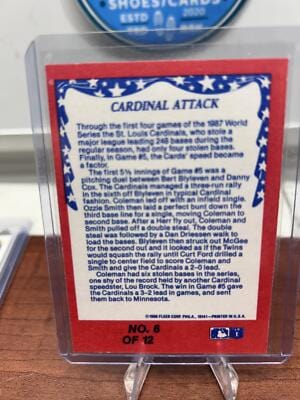 SHOES/CARDS
ESTD 2020
CARDINAL ATTACK
Through the first four games of the 1987 World
Series the St. Louis Cardinals, who stole a
major league leading 248 bases during the
regular season, had only four stolen bases.
Finally, in Game #5, the Cards' speed became
a factor.
The first 5½ innings of Game #5 was a
pitching duel between Bert Blyleven and Danny
Cox. The Cardinals managed a three-run rally
in the sixth off Blyleven in typical Cardinal
fashion. Coleman led off with an infield single.
Ozzie Smith then laid a perfect bunt down the
third base line for a single, moving Coleman to
second base. After a Herr fly out, Coleman and
Smith pulled off a double steal. The double
steal was followed by a Dan Driessen walk to
load the bases. Blyleven then struck out McGee
for the second out and it looked as if the Twins
would squash the rally until Curt Ford drilled a
single to center field to score Coleman and
Smith and give the Cardinals a 2–0 lead.
Coleman had six stolen bases in the series,
one shy of the record held by another Cardinal
speedster, Lou Brock. The win in Game #5 gave
the Cardinals a 3–2 lead in games, and sent
them back to Minnesota.
©1988 FLEER CORP. PHILA., 19141—PRINTED IN U.S.A.
NO. 6
OF 12